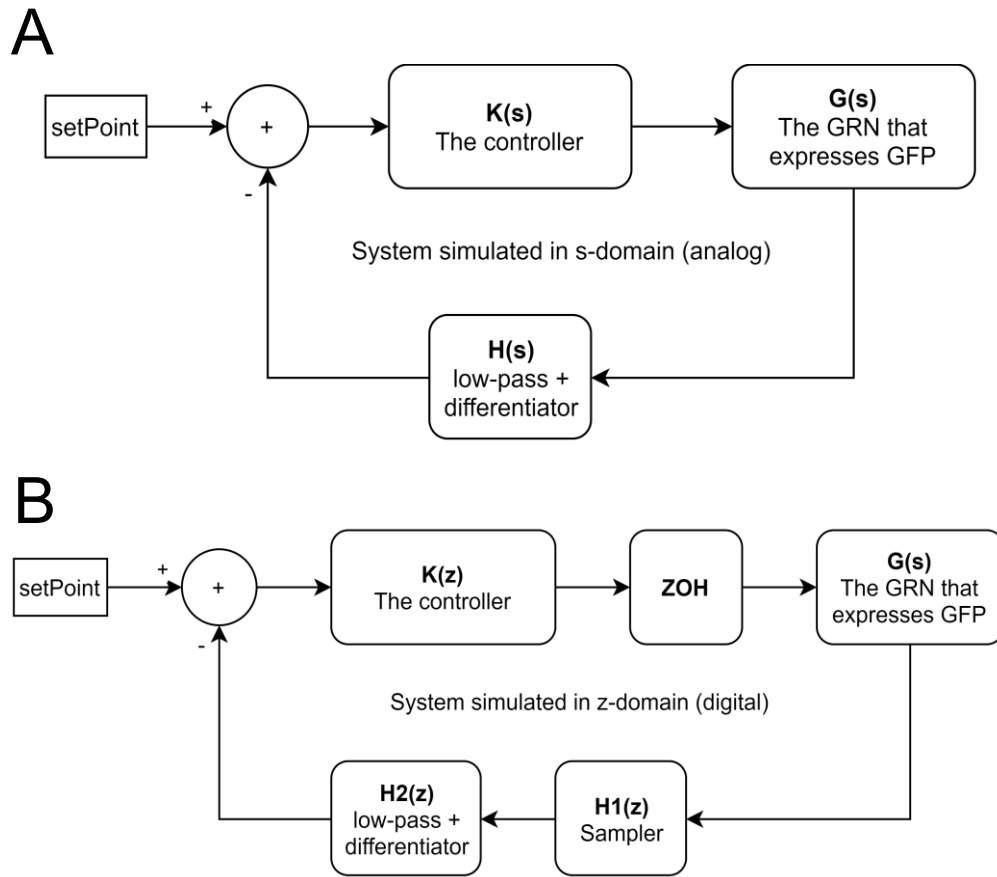 A
setPoint
+
+
-
K(s)
The controller
G(s)
The GRN that
expresses GFP
System simulated in s-domain (analog)
H(s)
low-pass +
differentiator
B
setPoint
+
+
-
K(z)
The controller
ZOH
G(s)
The GRN that
expresses GFP
System simulated in z-domain (digital)
H2(z)
low-pass +
differentiator
H1(z)
Sampler